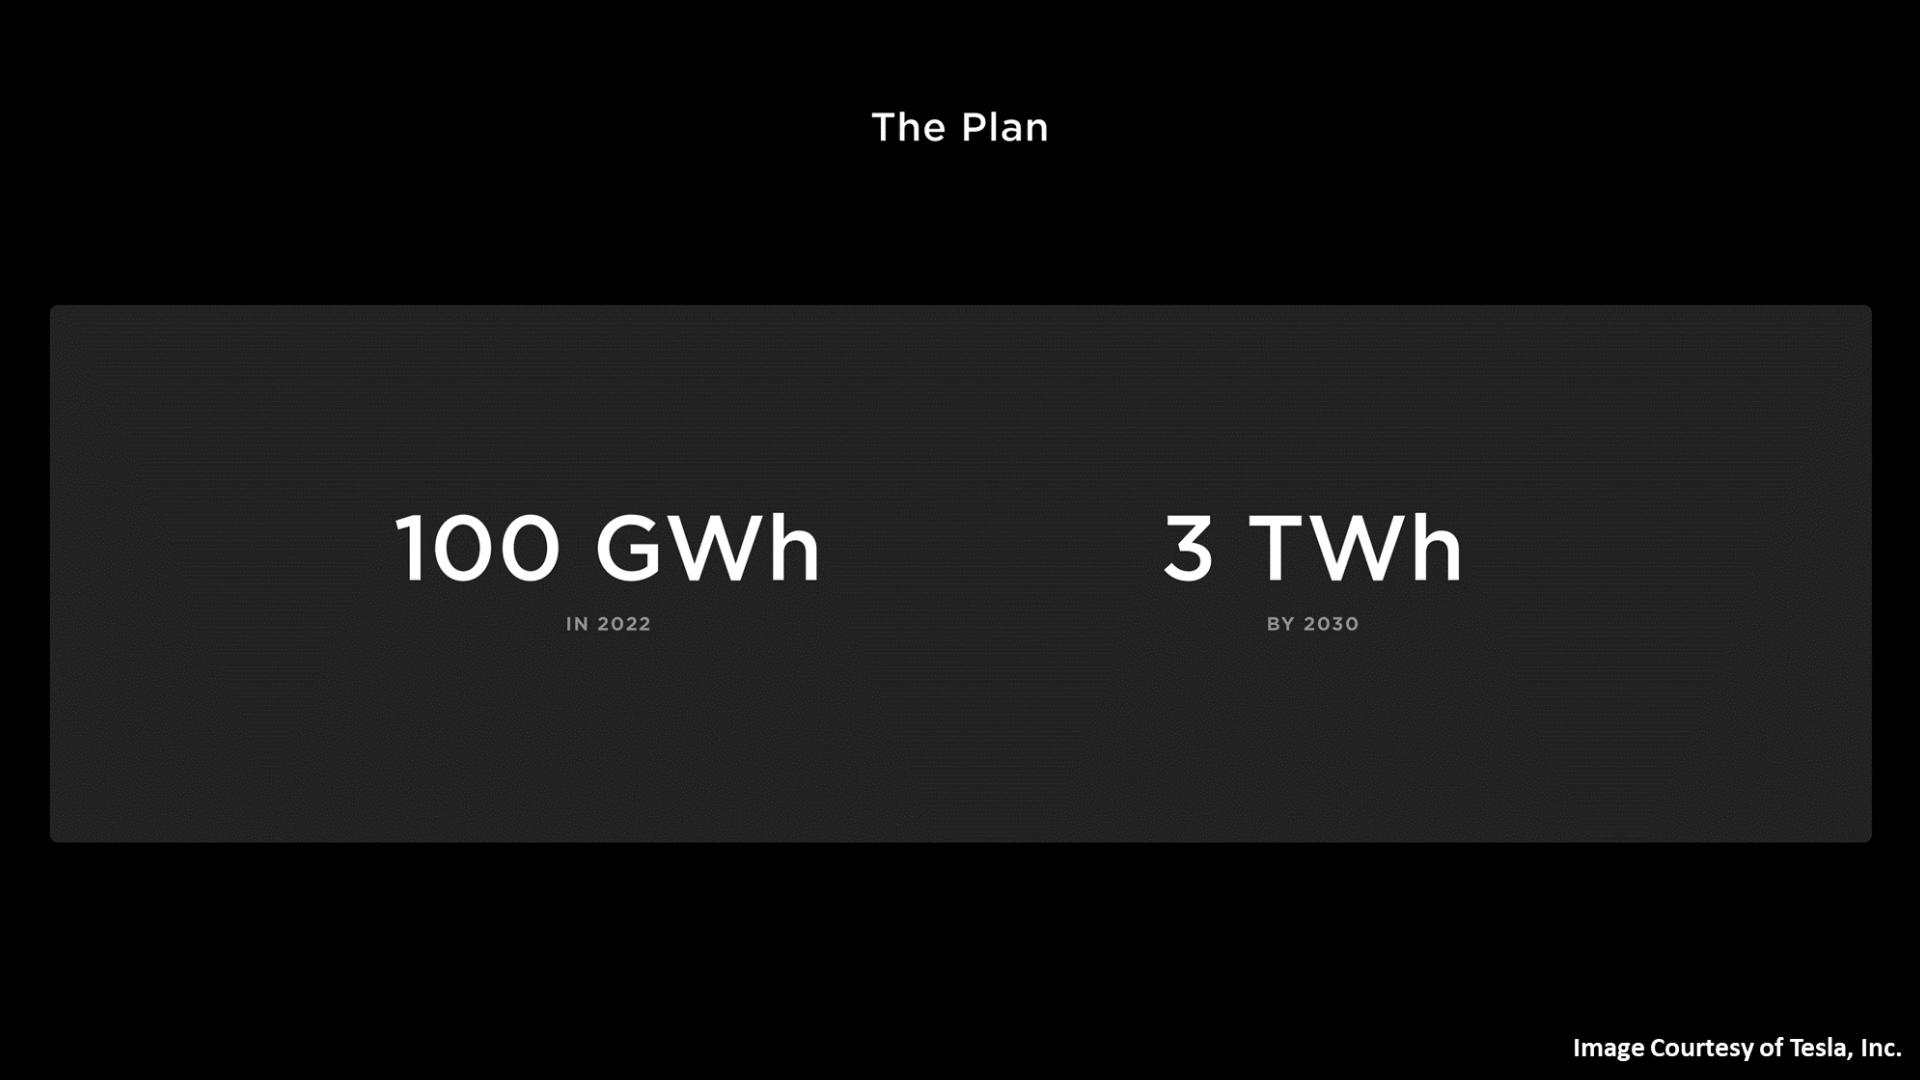 The Plan
100 GWh
IN 2022
3 TWh
BY 2030
Image Courtesy of Tesla, Inc.